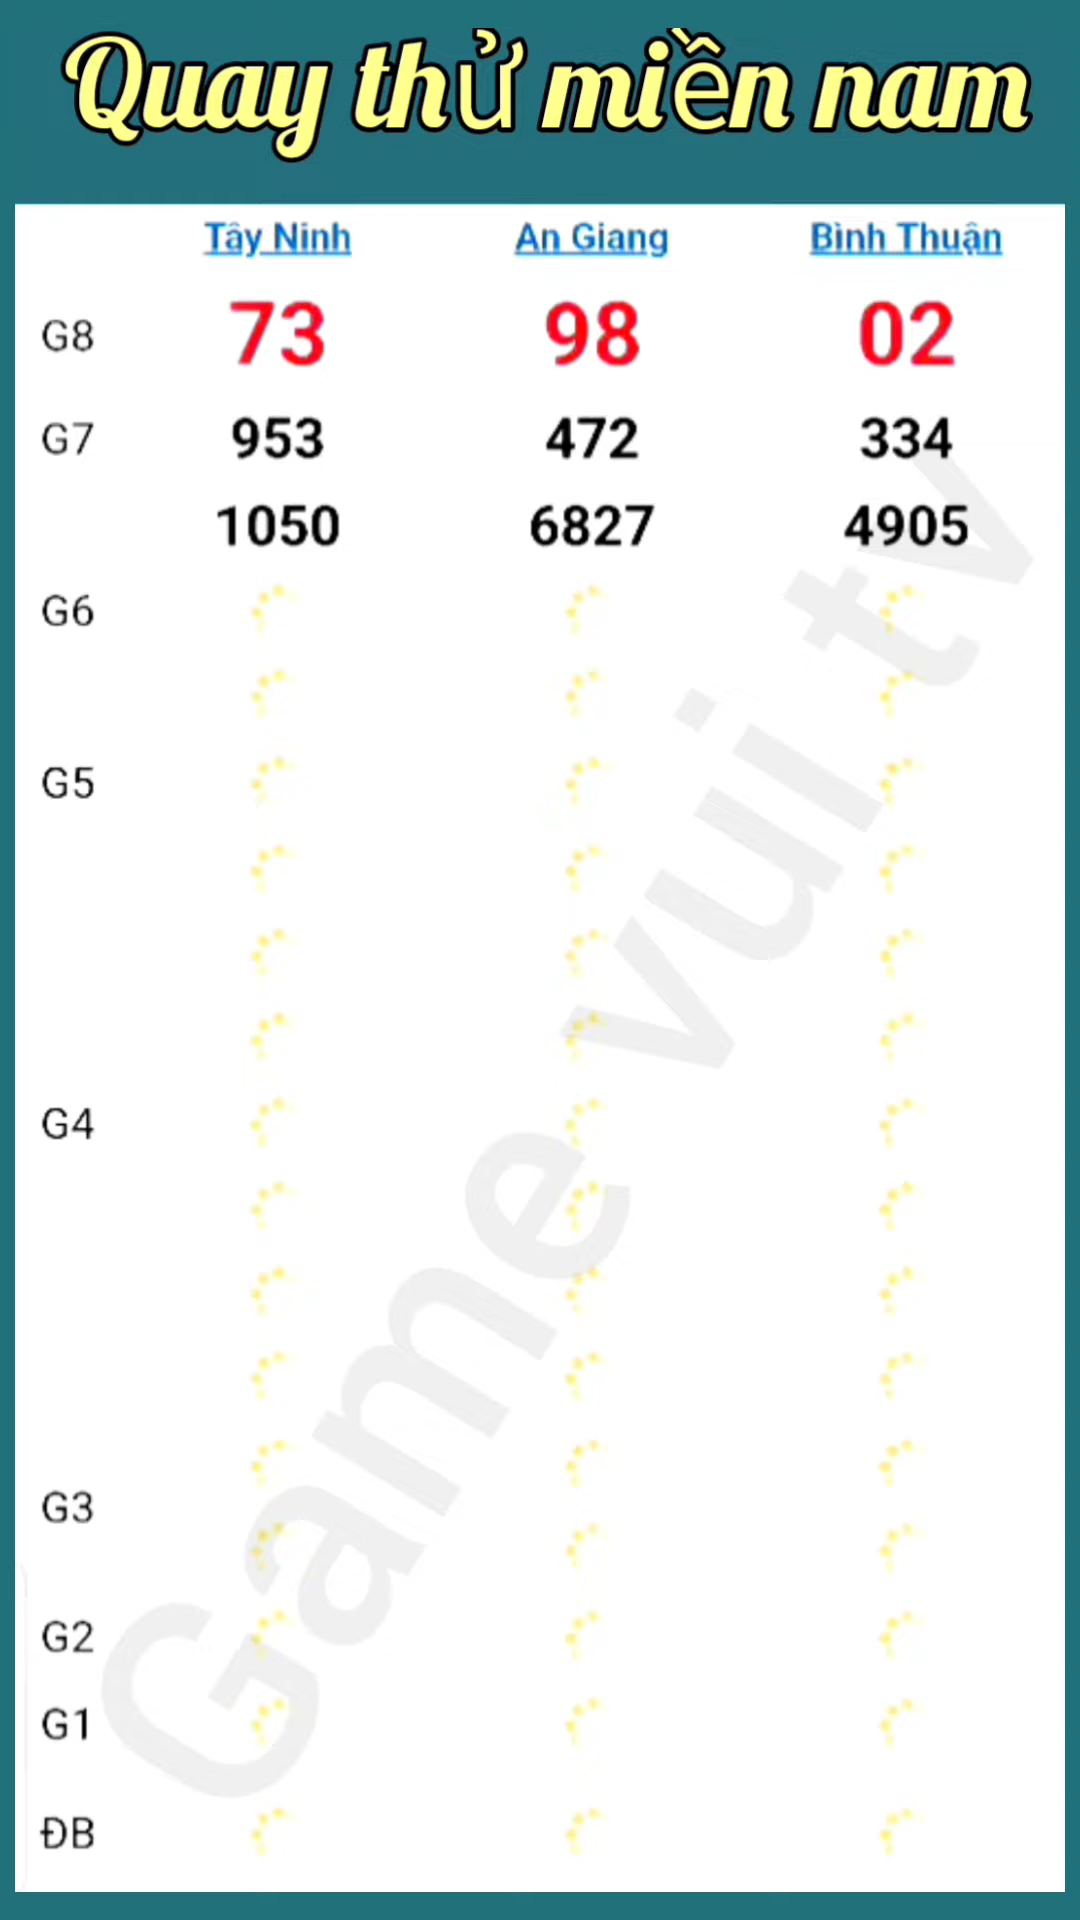 Quay thử miền nam
Tây Ninh An Giang Bình Thuận
G8 73 98 02
G7 953 472 334
1050 6827 4905
G6
G5
G4
G3
G2
G1
ĐB
Game vui tv